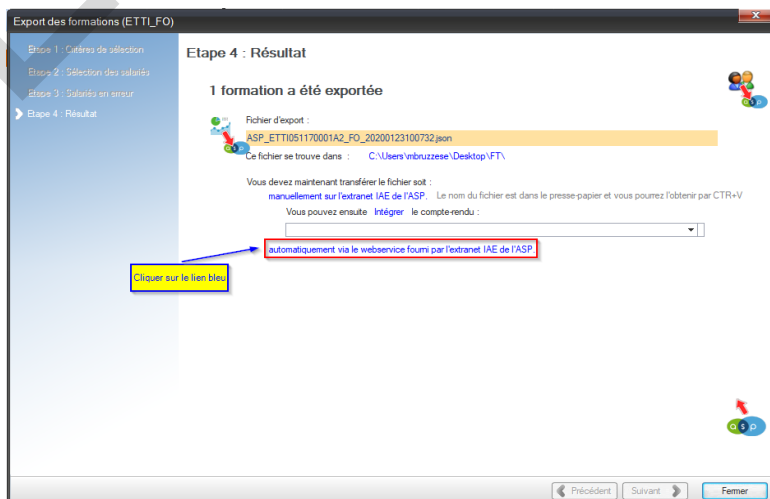 Export des formations (ETTI_FO)
Etape 1 : Critères de sélection
Etape 2 : Sélection des salariés
Etape 3 : Salariés en erreur
Etape 4 : Résultat
Etape 4 : Résultat
1 formation a été exportée
Fichier d'export :
ASP_ETTI051170001A2_FO_20200123100732.json
Ce fichier se trouve dans : C:\Users\mbruzzese\Desktop\FT\
Vous devez maintenant transférer le fichier soit :
manuellement sur l'extranet IAE de l'ASP. Le nom du fichier est dans le presse-papier et vous pourrez l'obtenir par CTR+V
Vous pouvez ensuite Intégrer le compte-rendu :
automatiquement via le webservice fourni par l'extranet IAE de l'ASP.
Cliquer sur le lien bleu
asp
Précédent Suivant Fermer